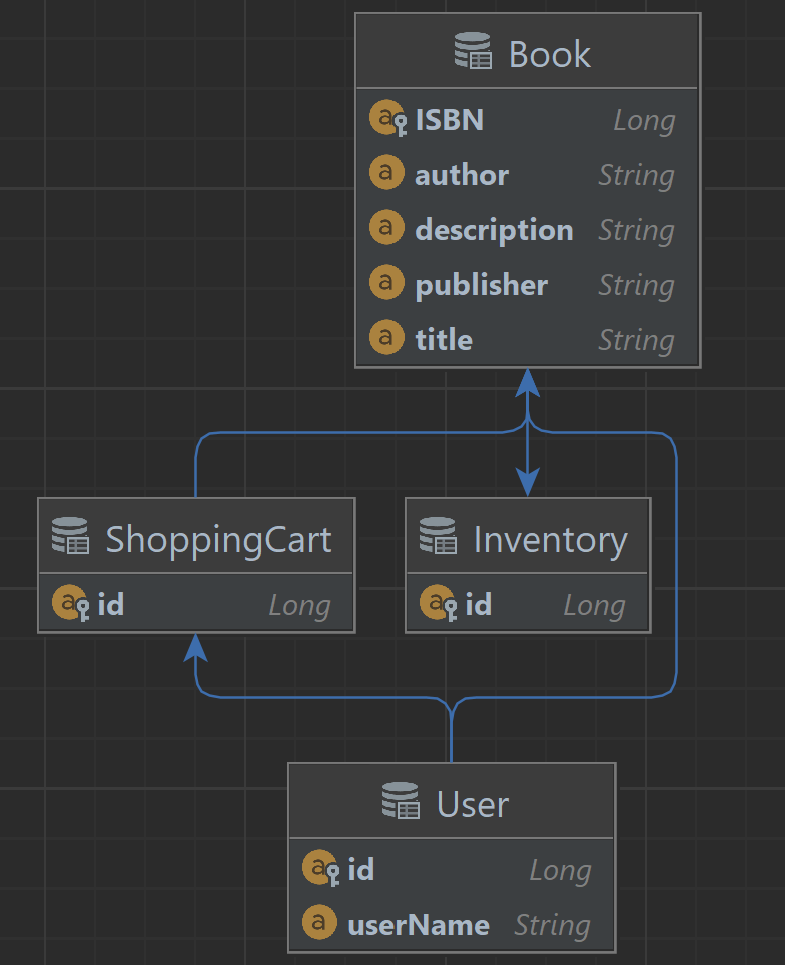 Book
ISBN Long
author String
description String
publisher String
title String
ShoppingCart
id Long
Inventory
id Long
User
id Long
userName String